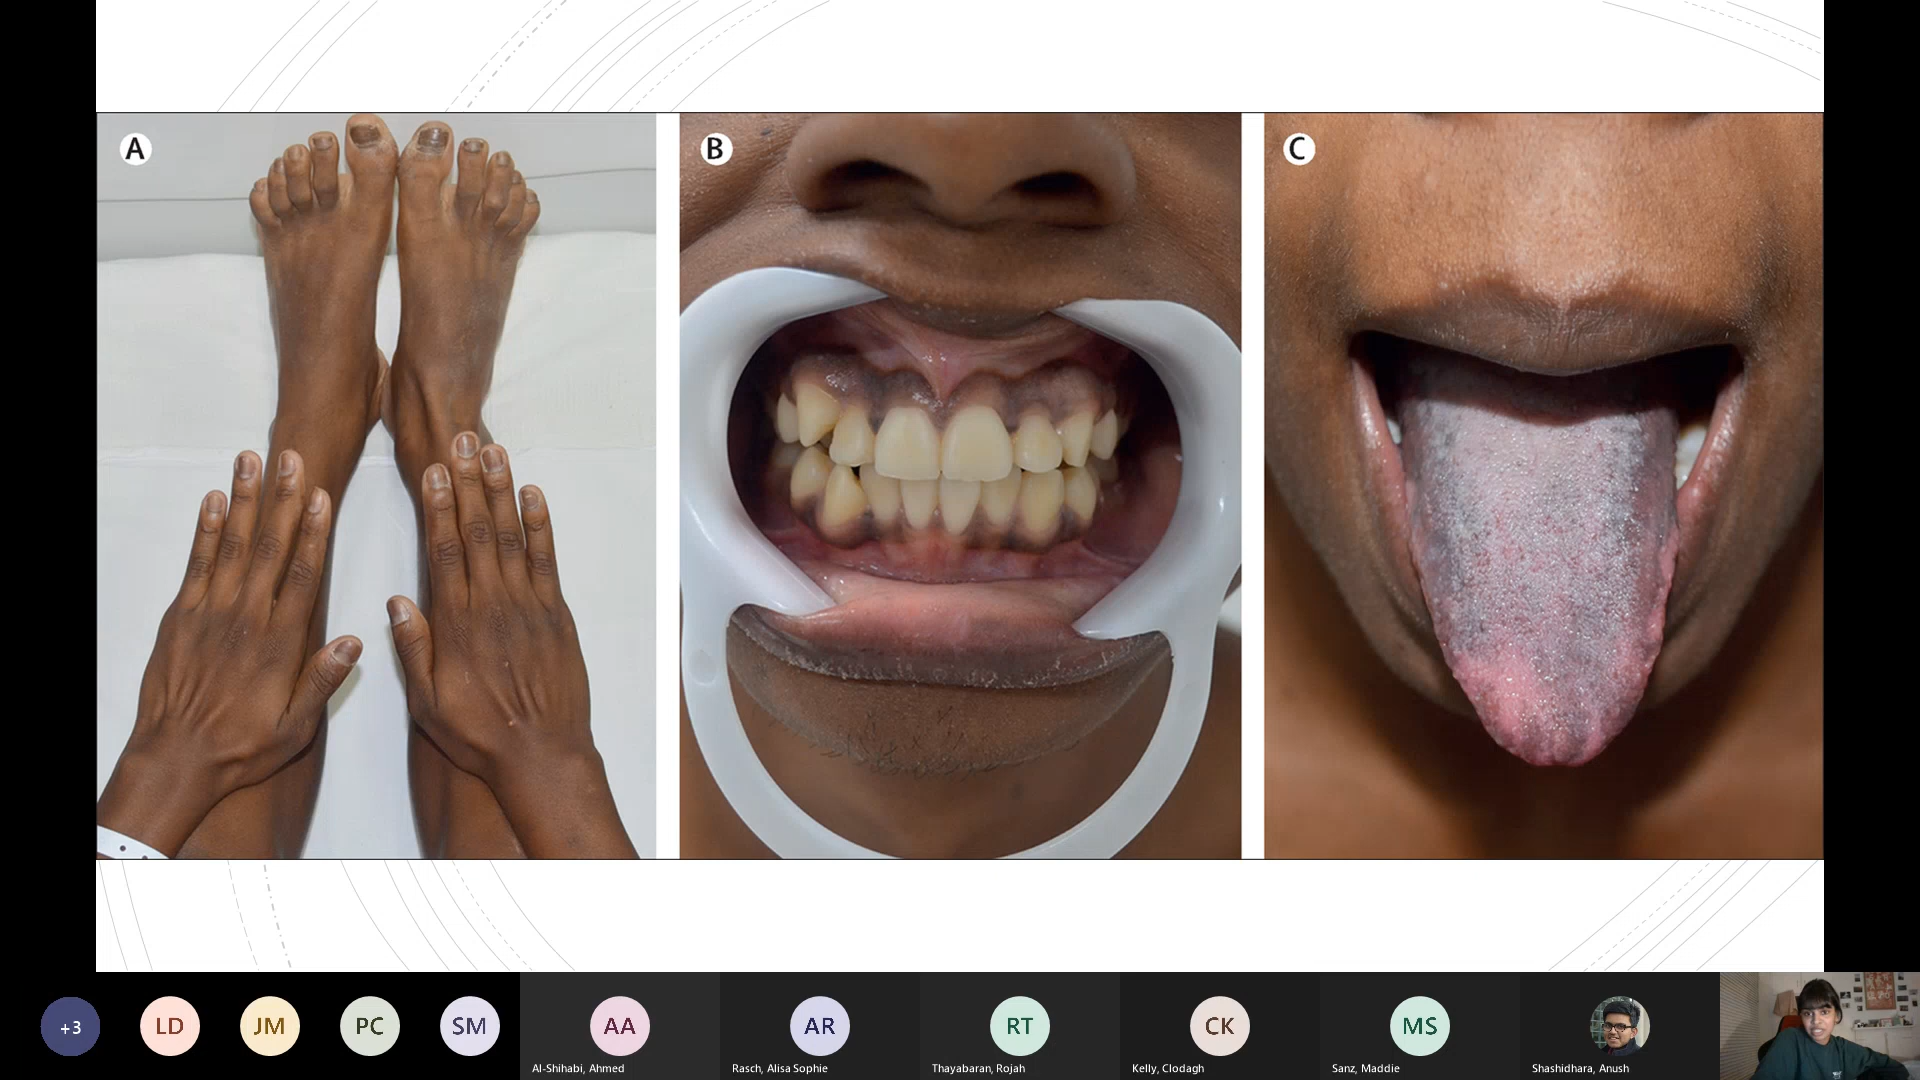 A
B
C
+3
LD
JM
PC
SM
AA
AR
RT
CK
MS
Al-Shihabi, Ahmed
Rasch, Alisa Sophie
Thayabaran, Rojah
Kelly, Clodagh
Sanz, Maddie
Shashidhara, Anush